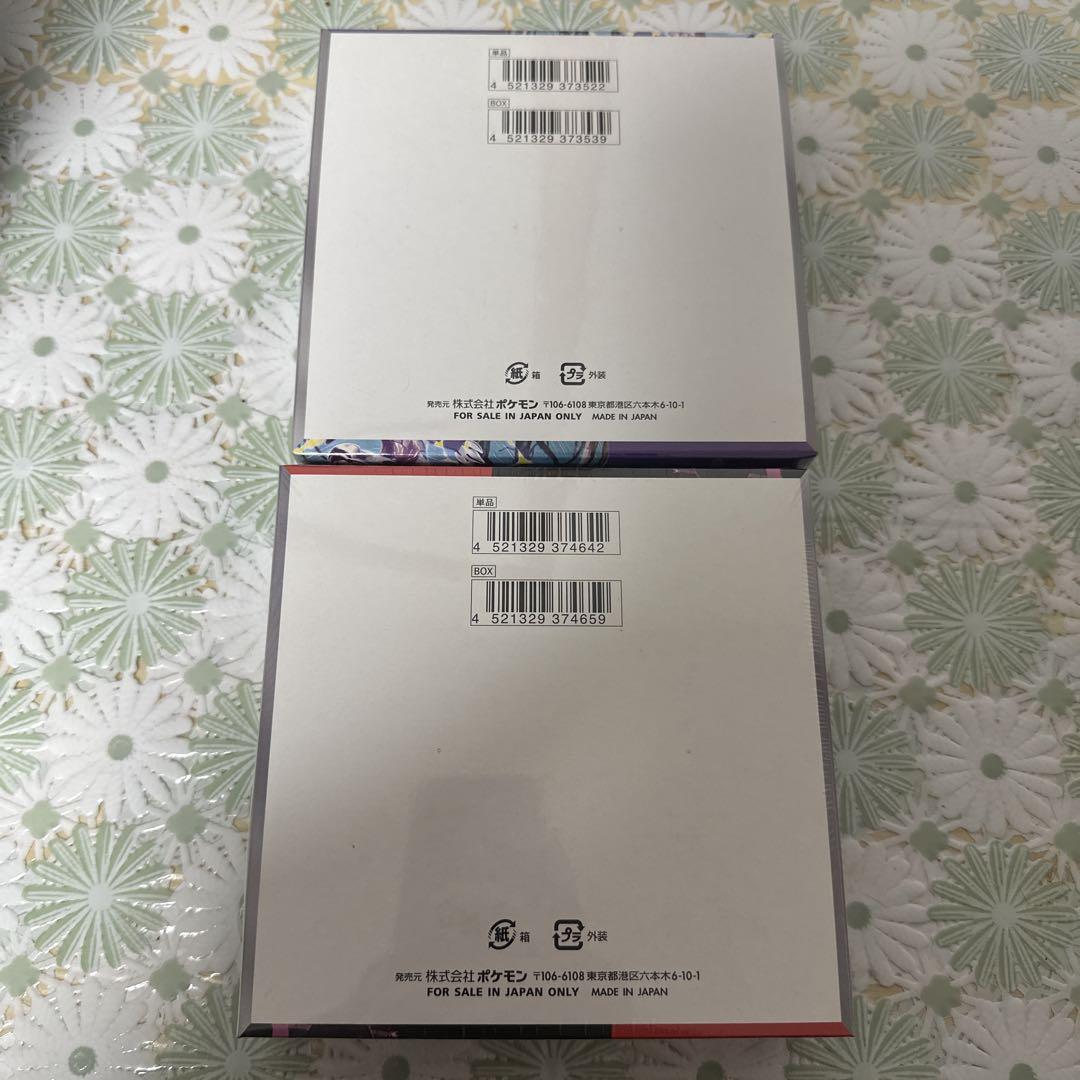 単品
4 521329 373522
BOX
4 521329 373539
紙 箱 プラ 外装
発売元 株式会社ポケモン 〒106-6108 東京都港区六本木6-10-1
FOR SALE IN JAPAN ONLY MADE IN JAPAN
単品
4 521329 374642
BOX
4 521329 374659
紙 箱 プラ 外装
発売元 株式会社ポケモン 〒106-6108 東京都港区六本木6-10-1
FOR SALE IN JAPAN ONLY MADE IN JAPAN